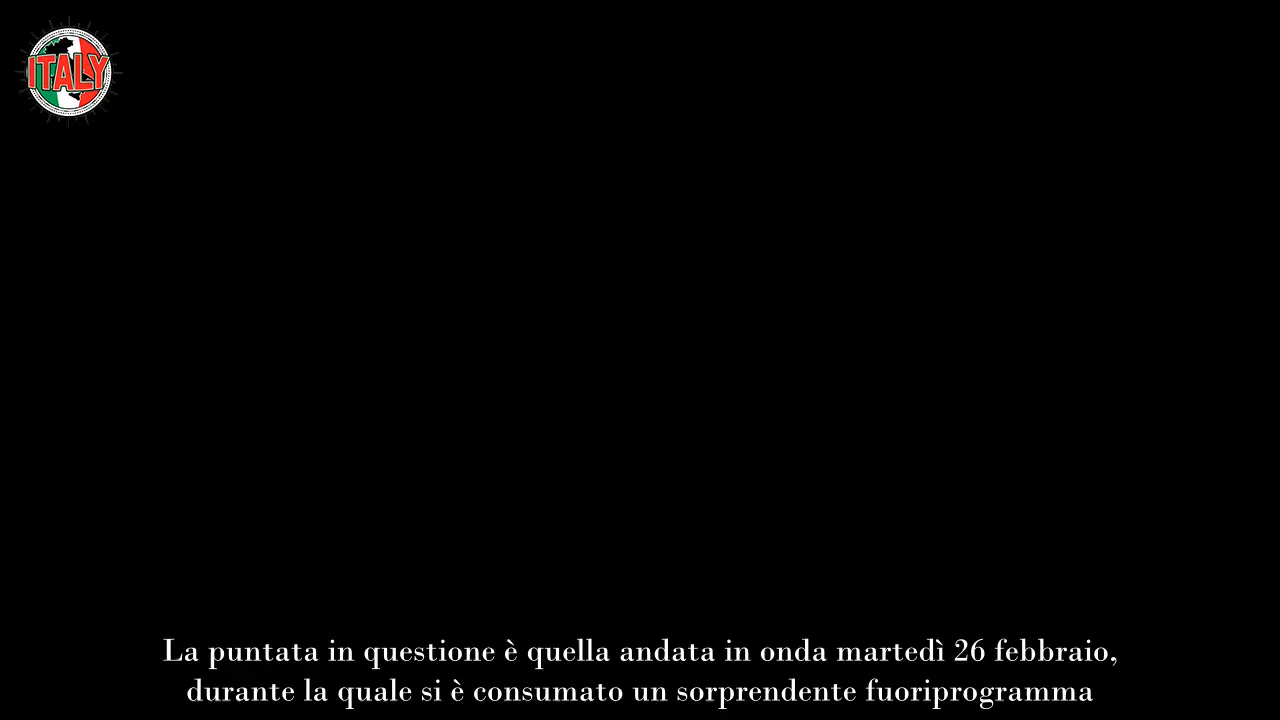 ITALY
La puntata in questione è quella andata in onda martedì 26 febbraio,
durante la quale si è consumato un sorprendente fuoriprogramma